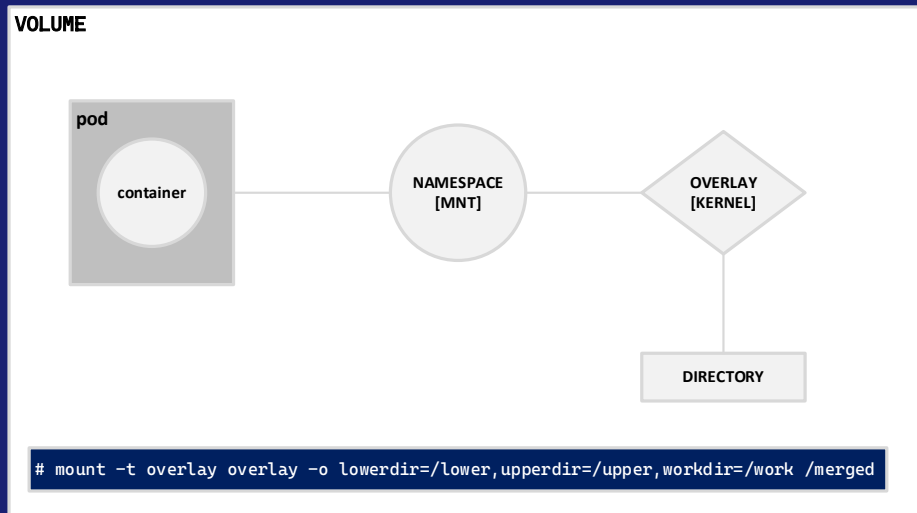 VOLUME
pod
container
NAMESPACE
[MNT]
OVERLAY
[KERNEL]
DIRECTORY
# mount -t overlay overlay -o lowerdir=/lower,upperdir=/upper,workdir=/work /merged